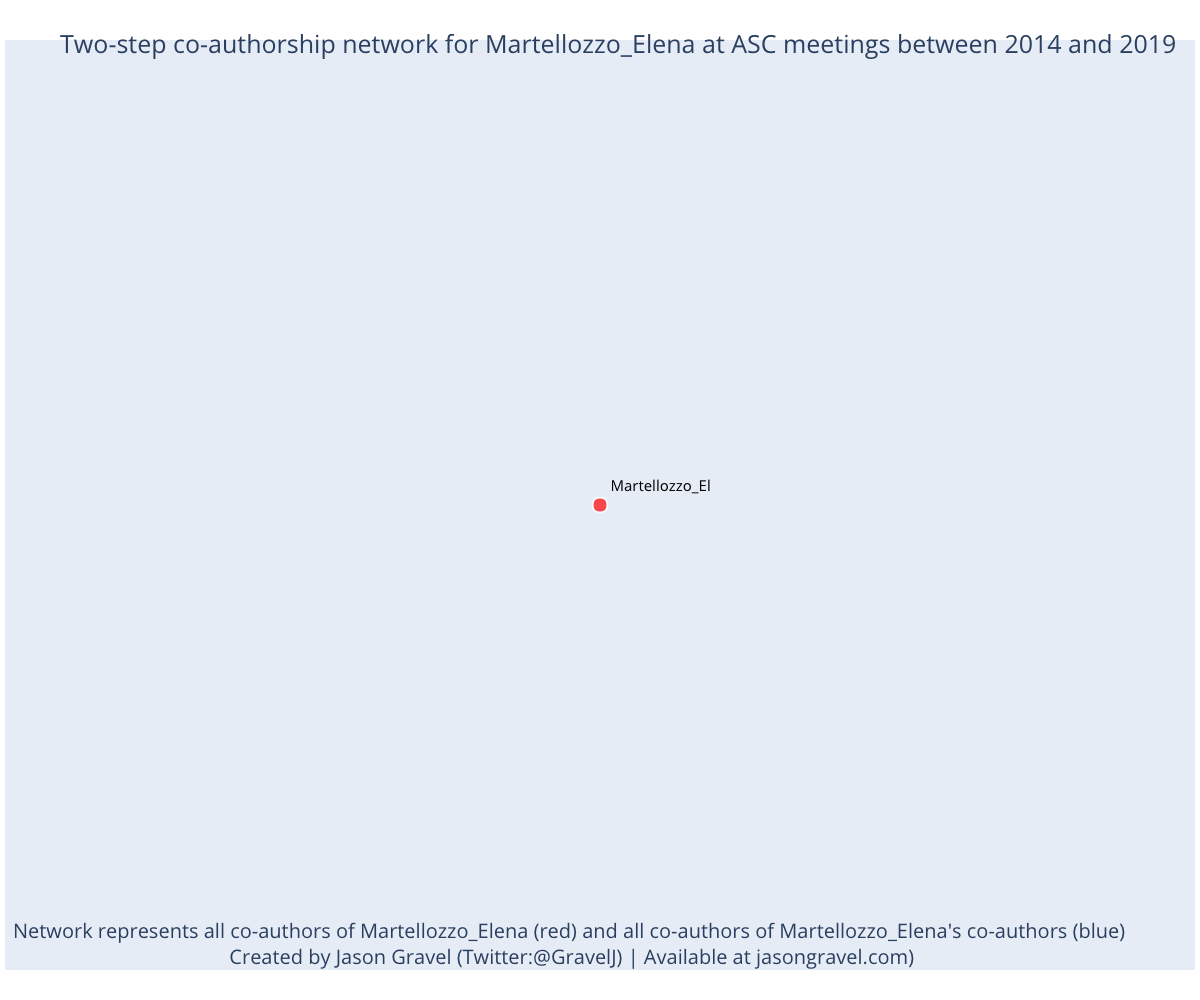 Two-step co-authorship network for Martellozzo_Elena at ASC meetings between 2014 and 2019
Martellozzo_El
Network represents all co-authors of Martellozzo_Elena (red) and all co-authors of Martellozzo_Elena's co-authors (blue)
Created by Jason Gravel (Twitter:@GravelJ) | Available at jasongravel.com)